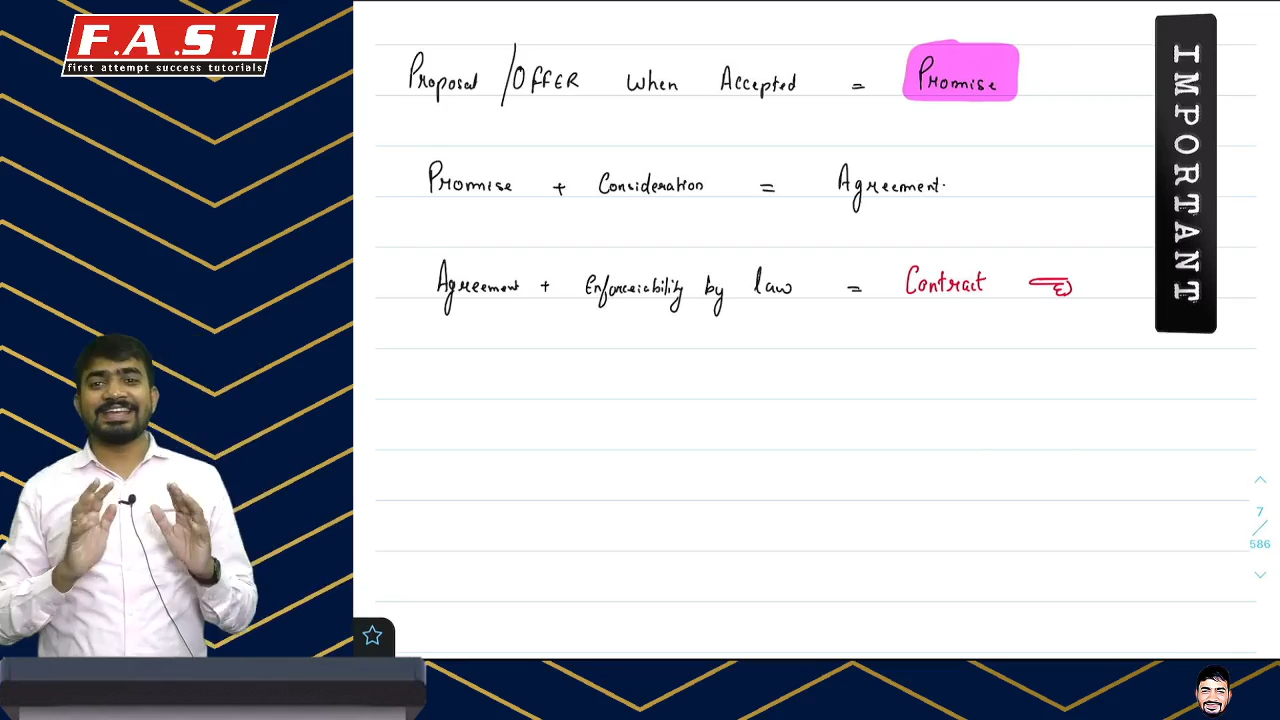 F.A.S.T
first attempt success tutorials
Proposal / OFFER when Accepted = Promise
Promise + Consideration = Agreement.
Agreement + Enforceiability by law = Contract
IMPORTANT
7
586